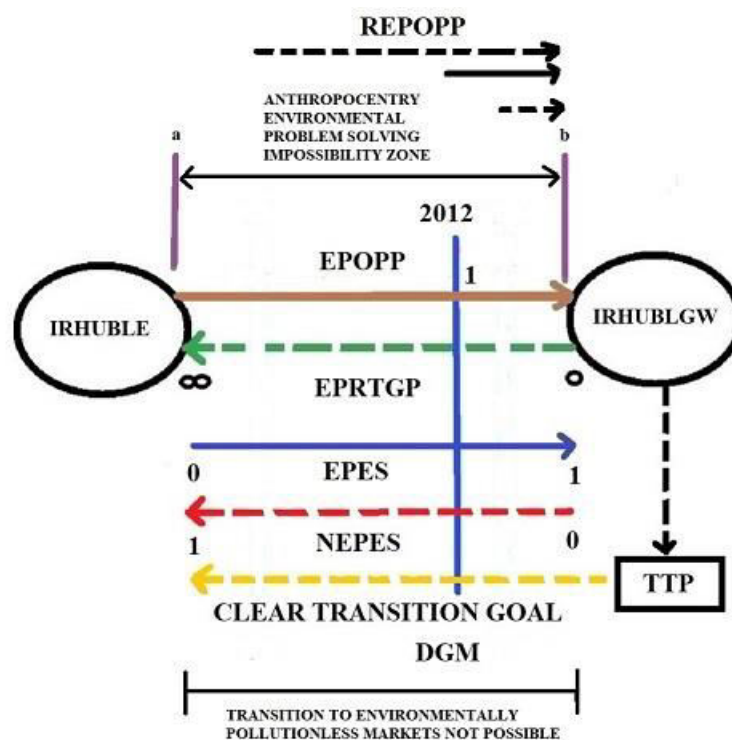 REPOPP
ANTHROPOCENTRY
ENVIRONMENTAL
PROBLEM SOLVING
IMPOSSIBILITY ZONE
a
b
2012
EPOPP
1
IRHUBLE
IRHUBLGW
∞
0
EPRTGP
0
EPES
1
1
NEPES
0
TTP
CLEAR TRANSITION GOAL
DGM
TRANSITION TO ENVIRONMENTALLY
POLLUTIONLESS MARKETS NOT POSSIBLE